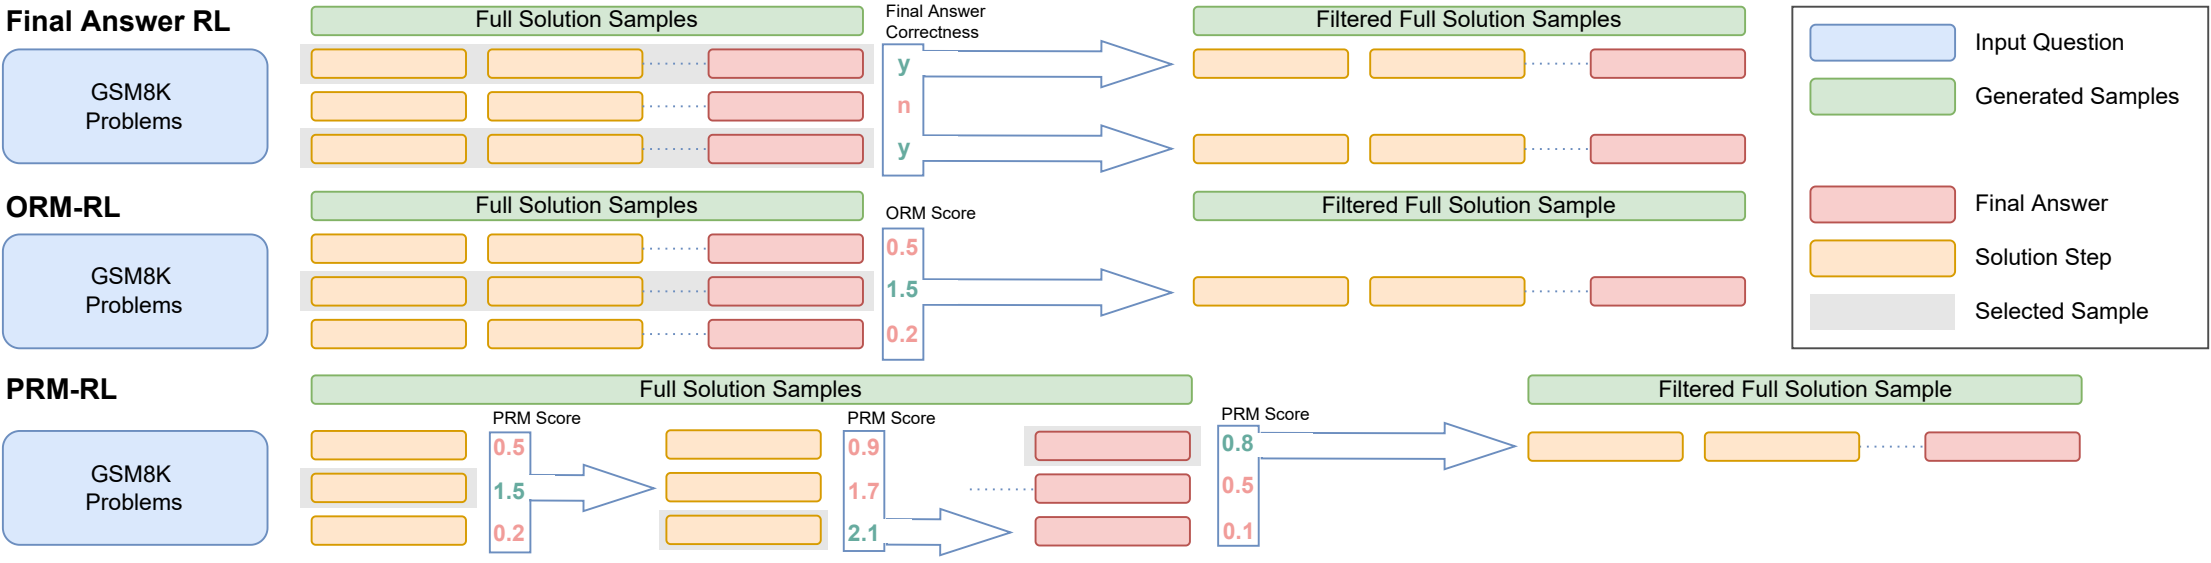 Final Answer RL
Full Solution Samples
Final Answer
Correctness
Filtered Full Solution Samples
GSM8K
Problems
y
n
y
Input Question
Generated Samples
Final Answer
Solution Step
Selected Sample
ORM-RL
Full Solution Samples
ORM Score
Filtered Full Solution Sample
GSM8K
Problems
0.5
1.5
0.2
PRM-RL
Full Solution Samples
Filtered Full Solution Sample
GSM8K
Problems
PRM Score
0.5
1.5
0.2
PRM Score
0.9
1.7
2.1
PRM Score
0.8
0.5
0.1